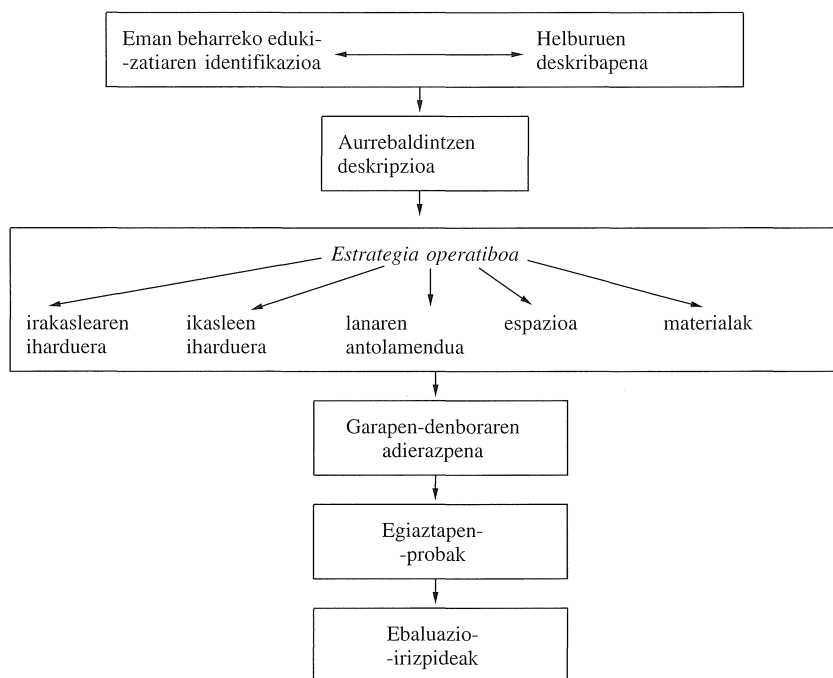 Eman beharreko eduki-
-zatiaren identifikazioa
Helburuen
deskribapena
Aurrebaldintzen
deskripzioa
Estrategia operatiboa
irakaslearen
iharduera
ikasleen
iharduera
lanaren
antolamendua
espazioa
materialak
Garapen-denboraren
adierazpena
Egiaztapen-
-probak
Ebaluazio-
-irizpideak